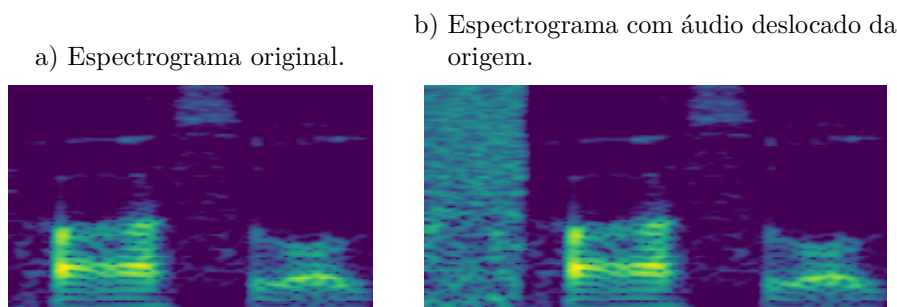 a) Espectrograma original.
b) Espectrograma com áudio deslocado da
origem.